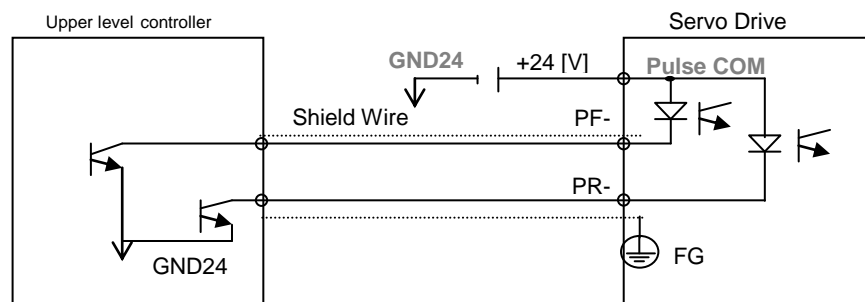 Upper level controller
Servo Drive
GND24
+24 [V]
Pulse COM
Shield Wire
PF-
PR-
GND24
FG